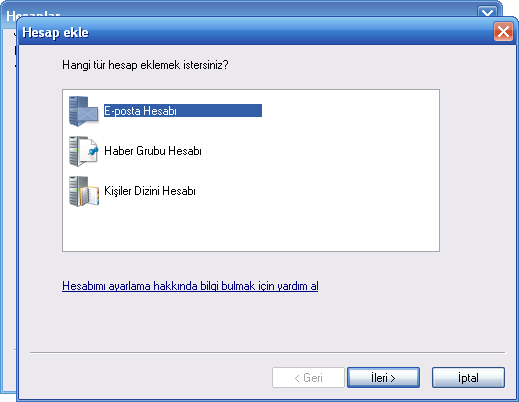 Hesaplar
Hesap ekle
Hangi tür hesap eklemek istersiniz?
E-posta Hesabı
Haber Grubu Hesabı
Kişiler Dizini Hesabı
Hesabımı ayarlama hakkında bilgi bulmak için yardım al
< Geri
İleri >
İptal